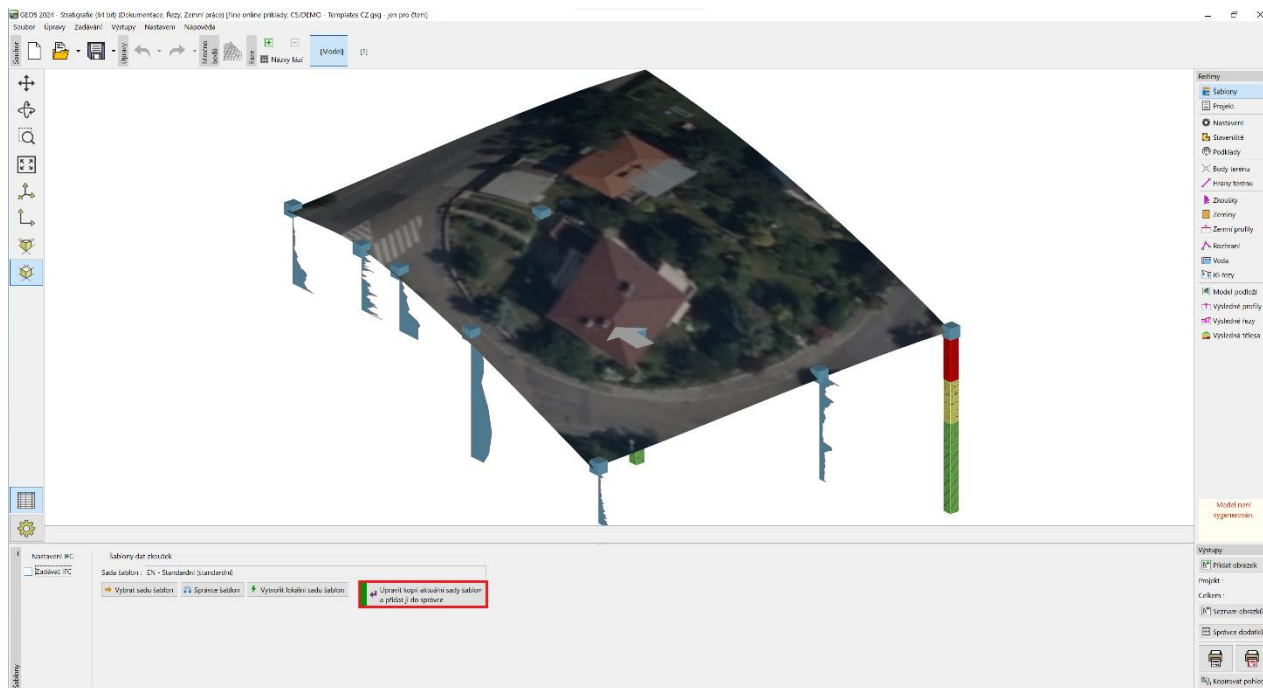 GEO5 2024 - Stratigrafie (64 bit) (Dokumentace, Řezy, Zemní práce) [Fine online příklady: CS/DEMO - Templates CZ.gsg - jen pro čtení]
Soubor Úpravy Zadávání Výstupy Nastavení Nápověda
Soubor
Úpravy
Fáze
Názvy fází
[Model]
[1]
Režimy
Šablony
Projekt
Nastavení
Staveniště
Podklady
Body terénu
Hrany terénu
Zkoušky
Zeminy
Zemní profily
Rozhraní
Voda
IG řezy
Model podloží
Výsledné profily
Výsledné řezy
Výsledná tělesa
Model není
vygenerován.
Nastavení IFC
Zadávat IFC
Šablony dat zkoušek
Sada šablon : EN - Standardní (standardní)
Vybrat sadu šablon
Správce šablon
Vytvořit lokální sadu šablon
Upravit kopii aktuální sady šablon
a přidat ji do správce
Šablony
Výstupy
Přidat obrázek
Projekt :
Celkem :
Seznam obrázků
Správce dodatků
Kopírovat pohled